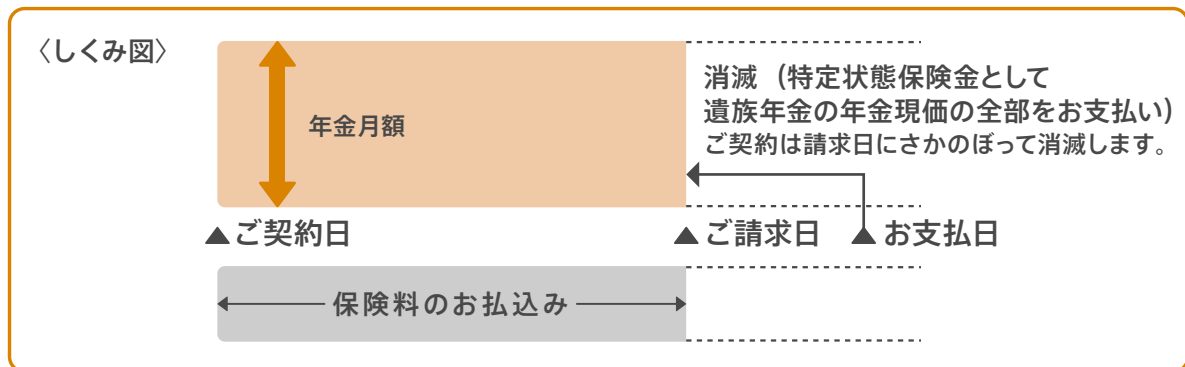 〈しくみ図〉
年金月額
消滅（特定状態保険金として
遺族年金の年金現価の全部をお支払い）
ご契約は請求日にさかのぼって消滅します。
▲ご契約日
▲ご請求日
▲お支払日
保険料のお払込み